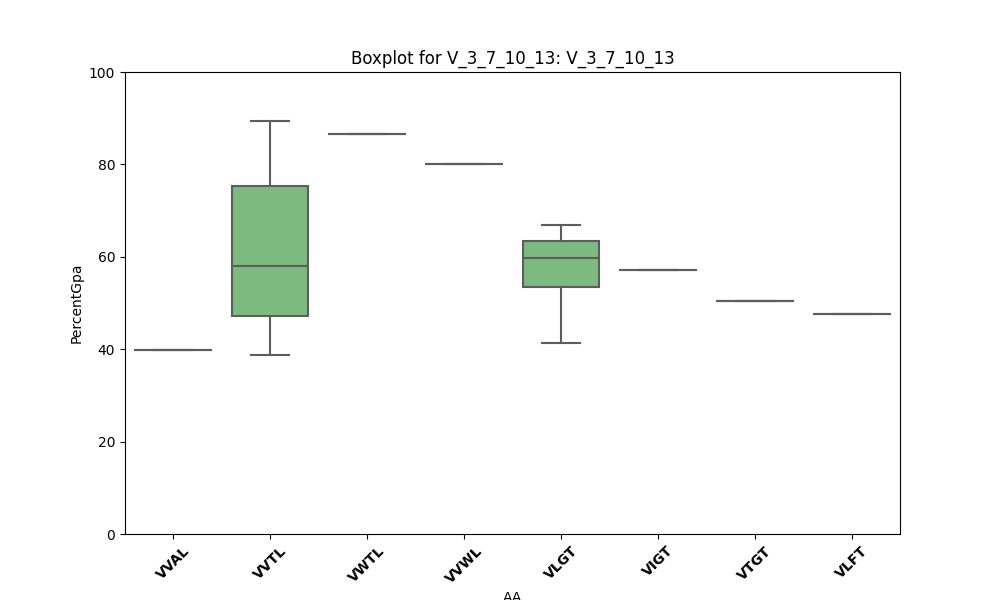 Boxplot for V_3_7_10_13: V_3_7_10_13
PercentGpa
100
80
60
40
20
0
VVAL
VVTL
VWTL
VVWL
VLGT
VIGT
VTGT
VLFT
AA